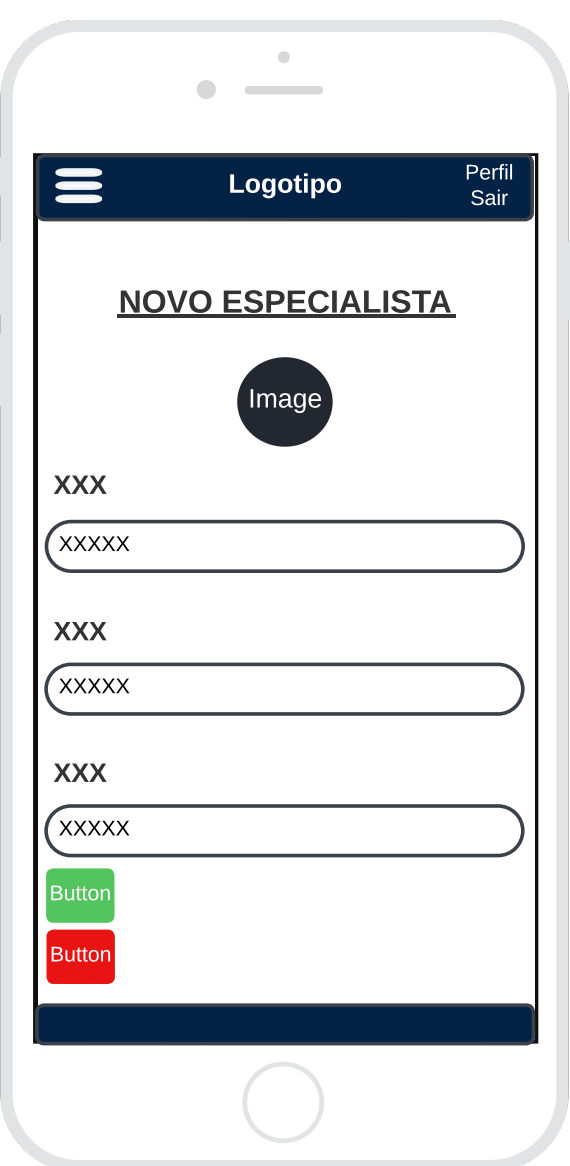 Logotipo
Perfil
Sair
NOVO ESPECIALISTA
Image
XXX
XXXXX
XXX
XXXXX
XXX
XXXXX
Button
Button